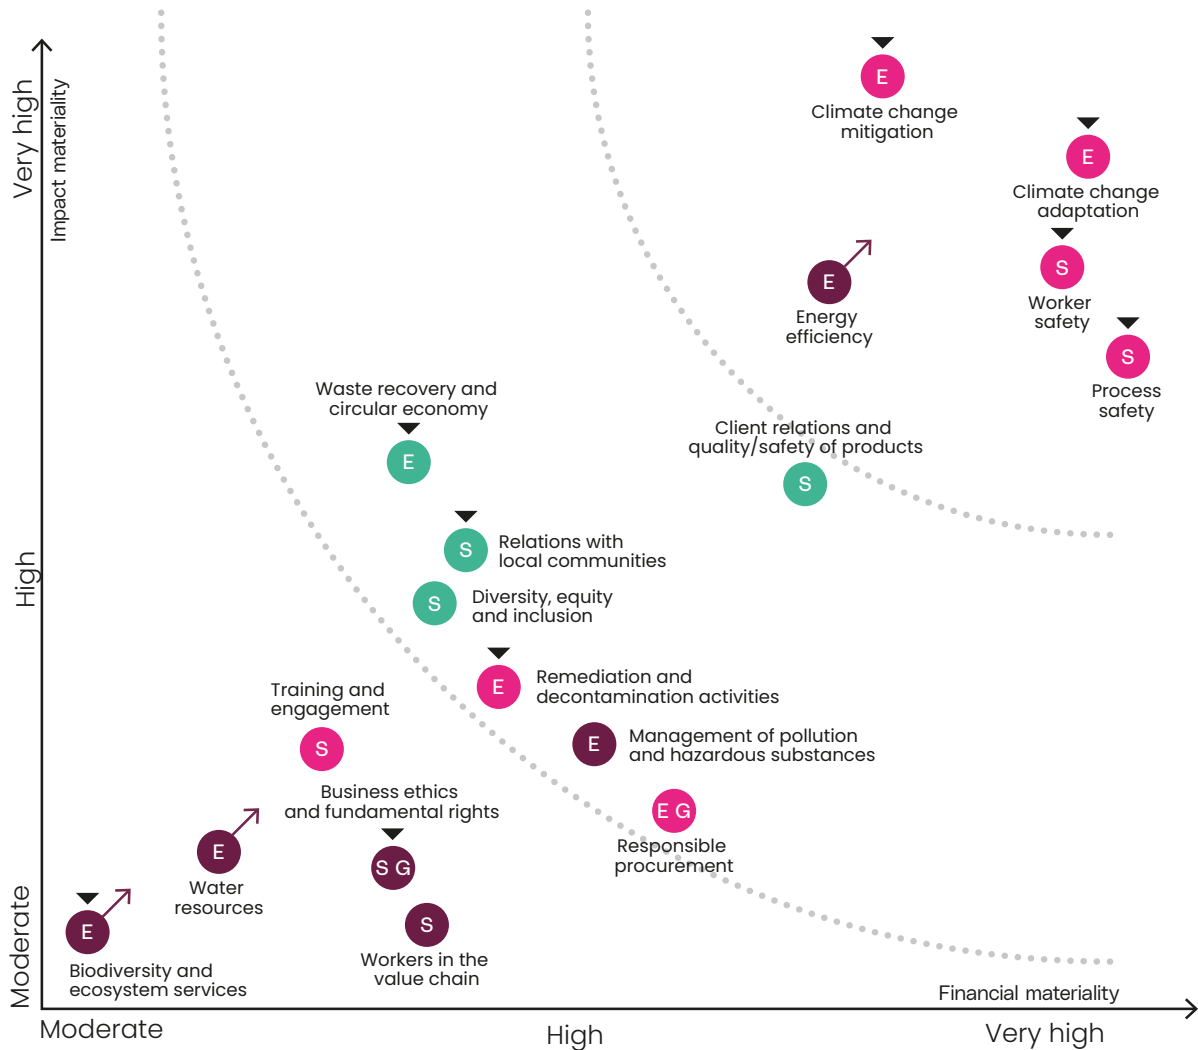 Very high
Impact materiality
E
Climate change
mitigation
E
Climate change
adaptation
S
Worker
safety
E
Energy
efficiency
S
Process
safety
Waste recovery and
circular economy
E
Client relations and
quality/safety of products
S
High
S
Relations with
local communities
S
Diversity, equity
and inclusion
E
Remediation and
decontamination activities
Training and
engagement
S
E
Management of pollution
and hazardous substances
Business ethics
and fundamental rights
S G
E G
Responsible
procurement
E
Water
resources
Moderate
E
Biodiversity and
ecosystem services
S
Workers in the
value chain
Financial materiality
Moderate
High
Very high